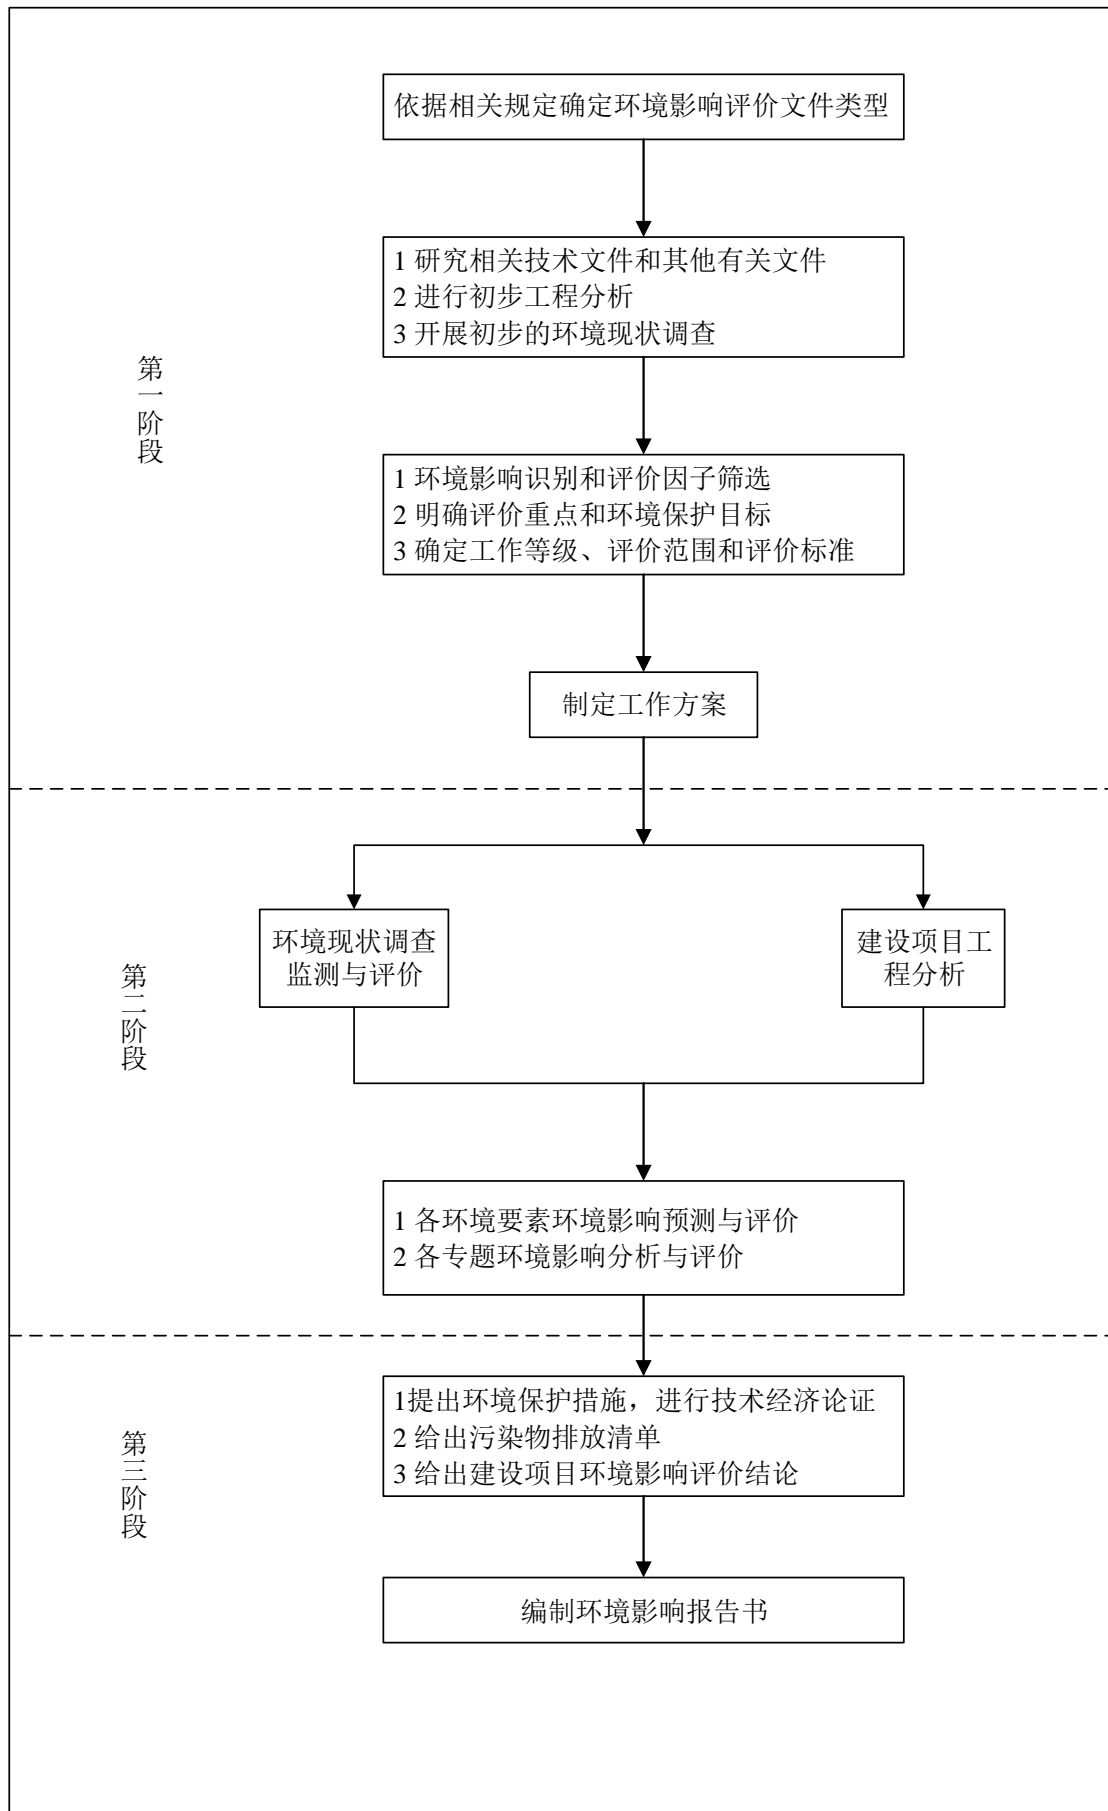 依据相关规定确定环境影响评价文件类型
1 研究相关技术文件和其他有关文件
2 进行初步工程分析
3 开展初步的环境现状调查
第一阶段
1 环境影响识别和评价因子筛选
2 明确评价重点和环境保护目标
3 确定工作等级、评价范围和评价标准
制定工作方案
环境现状调查
监测与评价
建设项目工
程分析
第二阶段
1 各环境要素环境影响预测与评价
2 各专题环境影响分析与评价
1提出环境保护措施，进行技术经济论证
2 给出污染物排放清单
3 给出建设项目环境影响评价结论
第三阶段
编制环境影响报告书